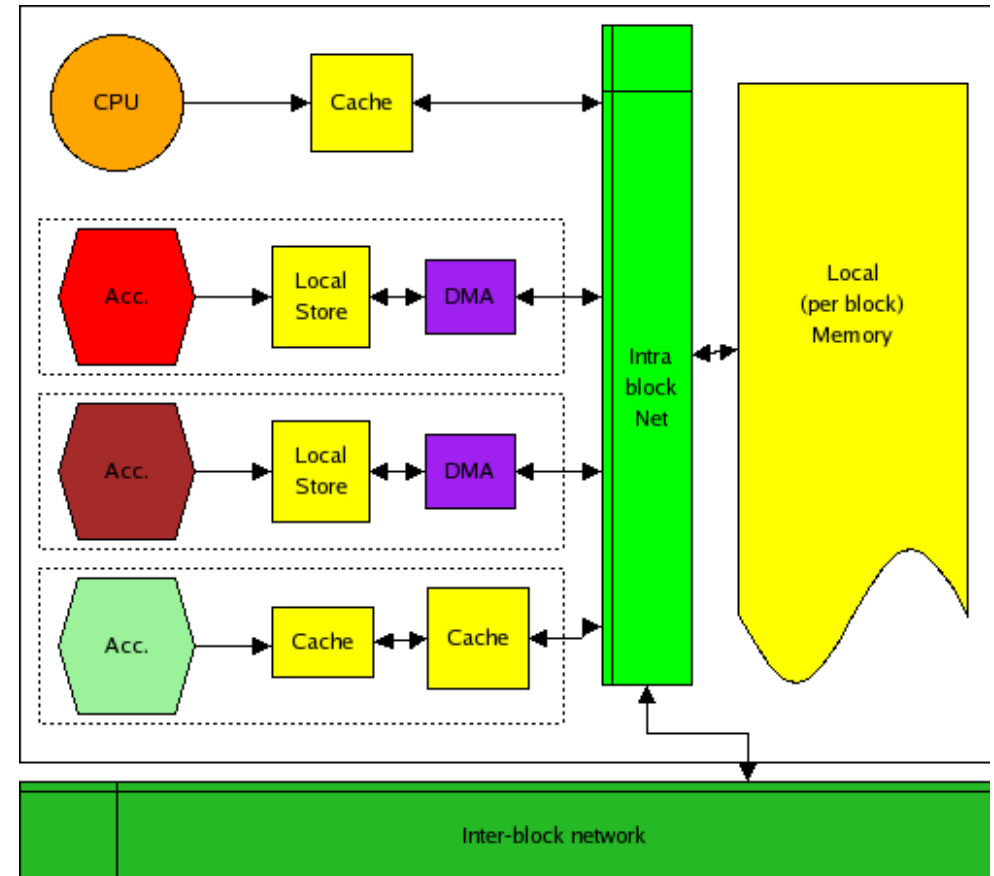 CPU
Cache
Acc.
Local
Store
DMA
Acc.
Local
Store
DMA
Acc.
Cache
Cache
Intra
block
Net
Local
(per block)
Memory
Inter-block network